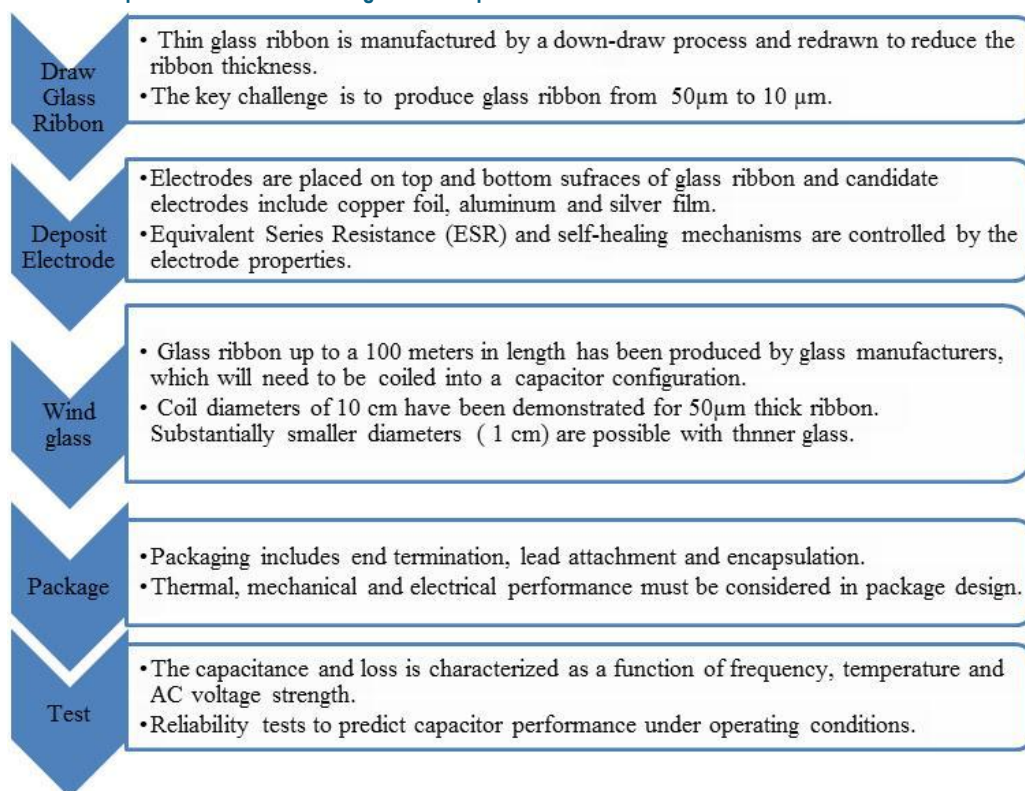 Draw
Glass
Ribbon
• Thin glass ribbon is manufactured by a down-draw process and redrawn to reduce the
ribbon thickness.
• The key challenge is to produce glass ribbon from 50µm to 10 µm.
Deposit
Electrode
• Electrodes are placed on top and bottom sufraces of glass ribbon and candidate
electrodes include copper foil, aluminum and silver film.
• Equivalent Series Resistance (ESR) and self-healing mechanisms are controlled by the
electrode properties.
Wind
glass
• Glass ribbon up to a 100 meters in length has been produced by glass manufacturers,
which will need to be coiled into a capacitor configuration.
• Coil diameters of 10 cm have been demonstrated for 50µm thick ribbon.
Substantially smaller diameters ( 1 cm) are possible with thnner glass.
Package
• Packaging includes end termination, lead attachment and encapsulation.
• Thermal, mechanical and electrical performance must be considered in package design.
Test
• The capacitance and loss is characterized as a function of frequency, temperature and
AC voltage strength.
• Reliability tests to predict capacitor performance under operating conditions.